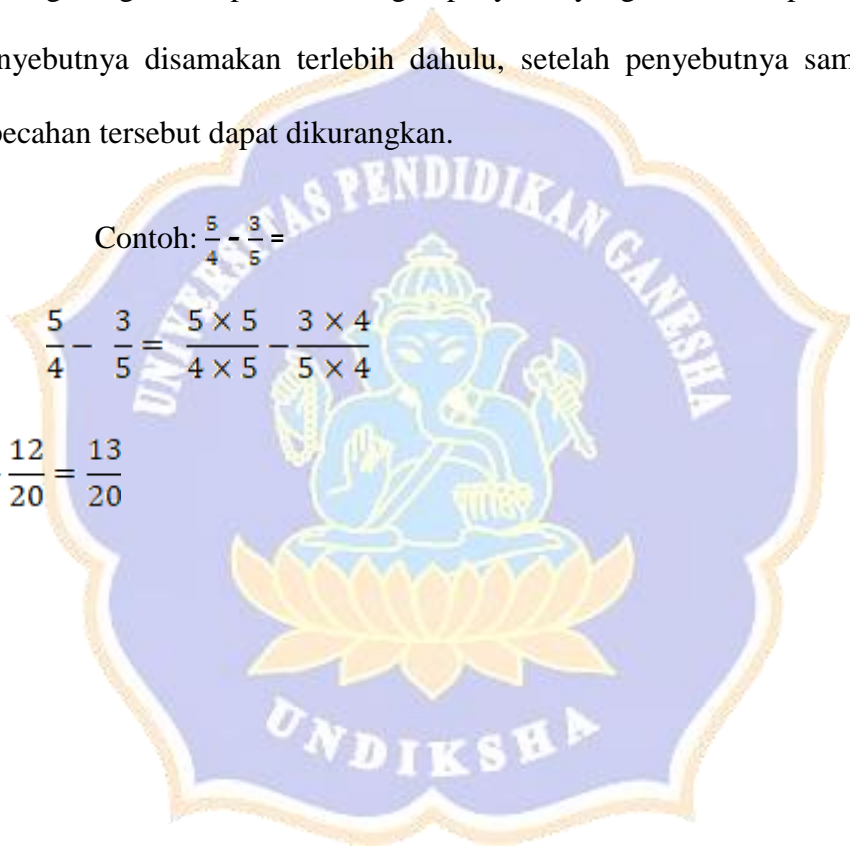 nyebutnya disamakan terlebih dahulu, setelah penyebutnya sam
pecahan tersebut dapat dikurangkan.
UNIVERSITAS PENDIDIKAN GANESHA
Contoh: 5/4 - 3/5 =
5/4 − 3/5 = 5 × 5/4 × 5 − 3 × 4/5 × 4
12/20 = 13/20
UNDIKSHA